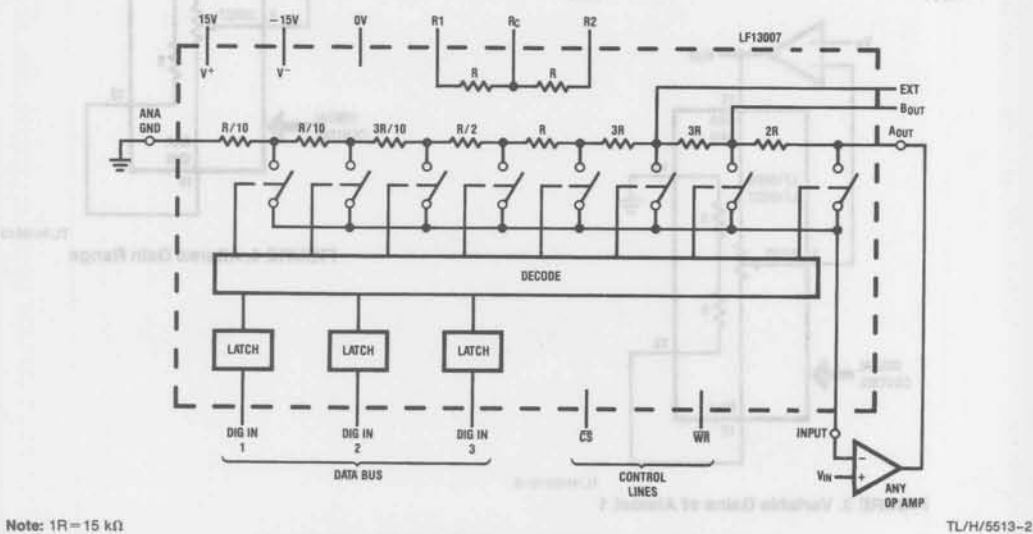 15V -15V 0V R1 RC R2 LF13007
V+ V-
R R
EXT
BOUT
ANA GND R/10 R/10 3R/10 R/2 R 3R 3R 2R AOUT
DECODE
LATCH LATCH LATCH
DIG IN 1 DIG IN 2 DIG IN 3 CS WR INPUT
DATA BUS CONTROL LINES VIN - + ANY OP AMP
Note: 1R=15 kΩ TL/H/5513-2